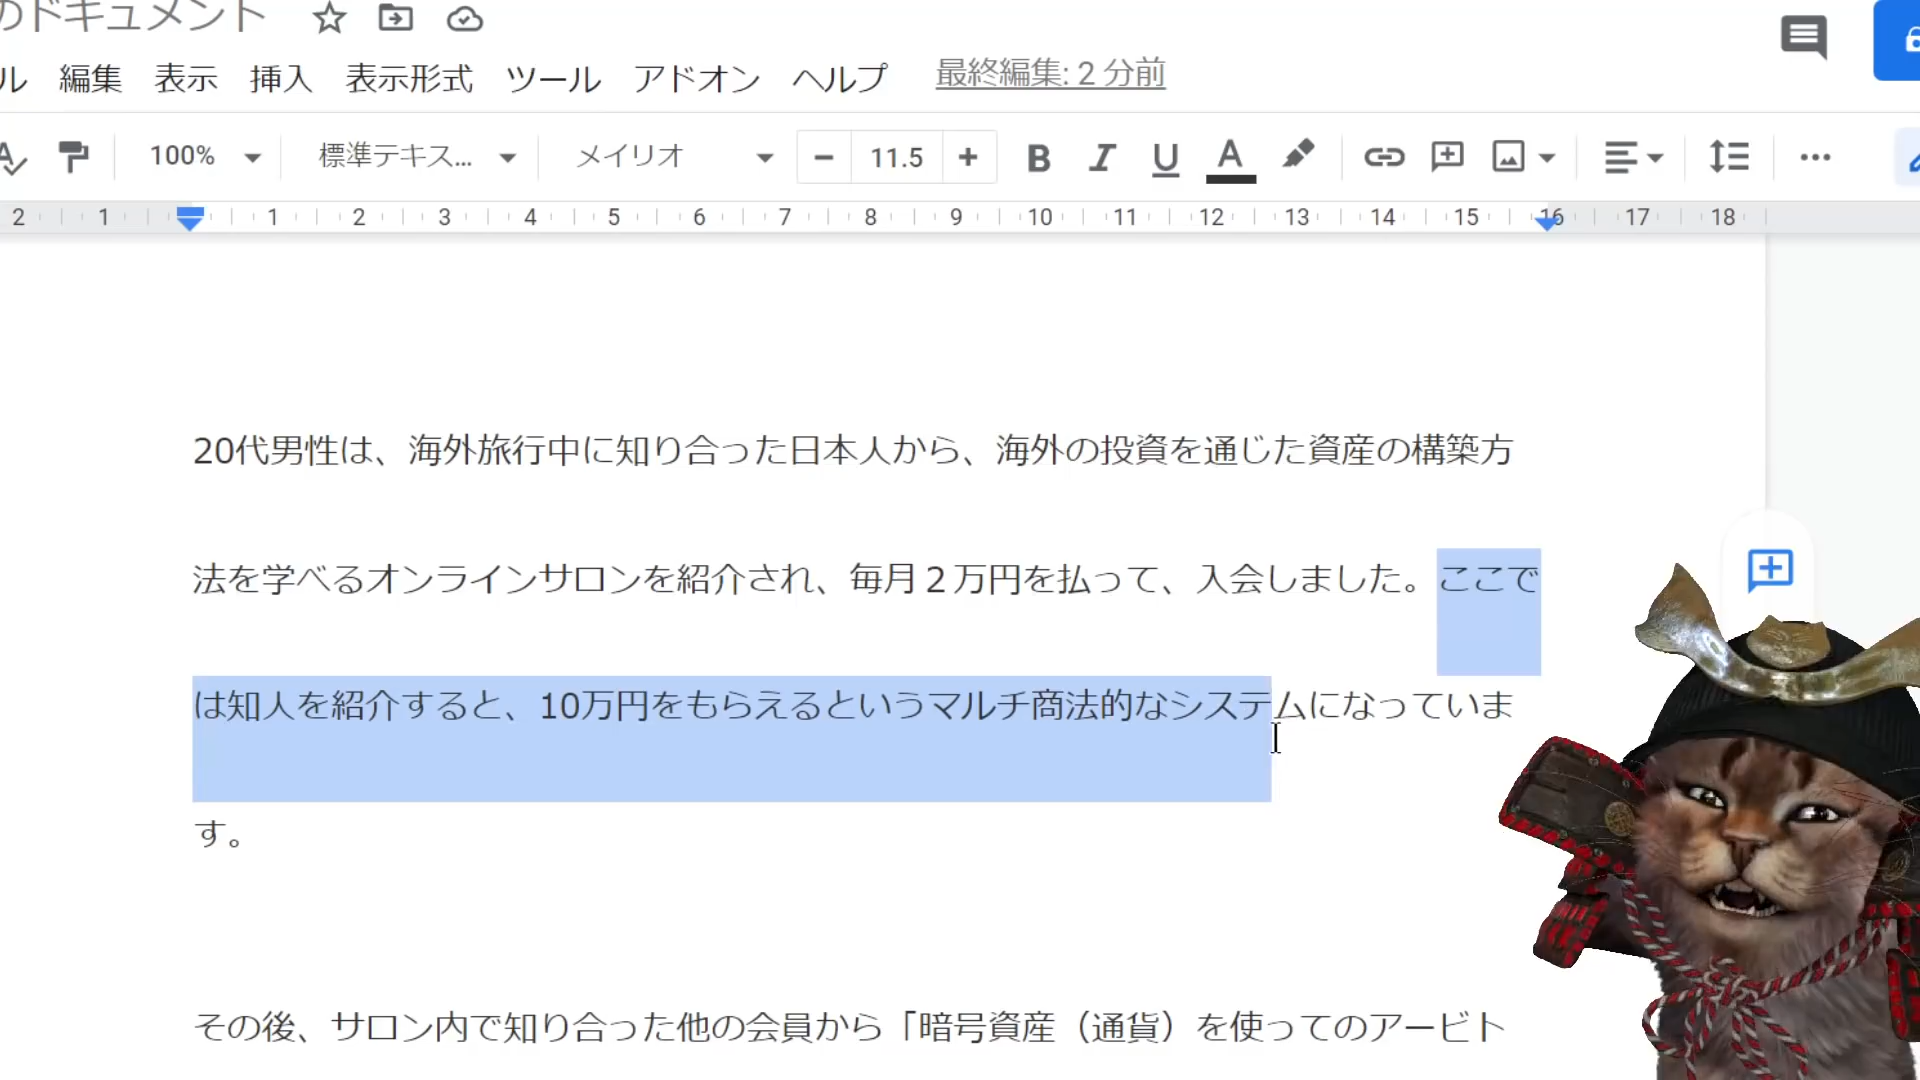 のドキュメント
ル 編集 表示 挿入 表示形式 ツール アドオン ヘルプ 最終編集: 2 分前
100% 標準テキス... メイリオ − 11.5 + B I U A
2 1 1 2 3 4 5 6 7 8 9 10 11 12 13 14 15 16 17 18
20代男性は、海外旅行中に知り合った日本人から、海外の投資を通じた資産の構築方
法を学べるオンラインサロンを紹介され、毎月２万円を払って、入会しました。ここで
は知人を紹介すると、10万円をもらえるというマルチ商法的なシステムになっていま
す。
その後、サロン内で知り合った他の会員から「暗号資産（通貨）を使ってのアービト